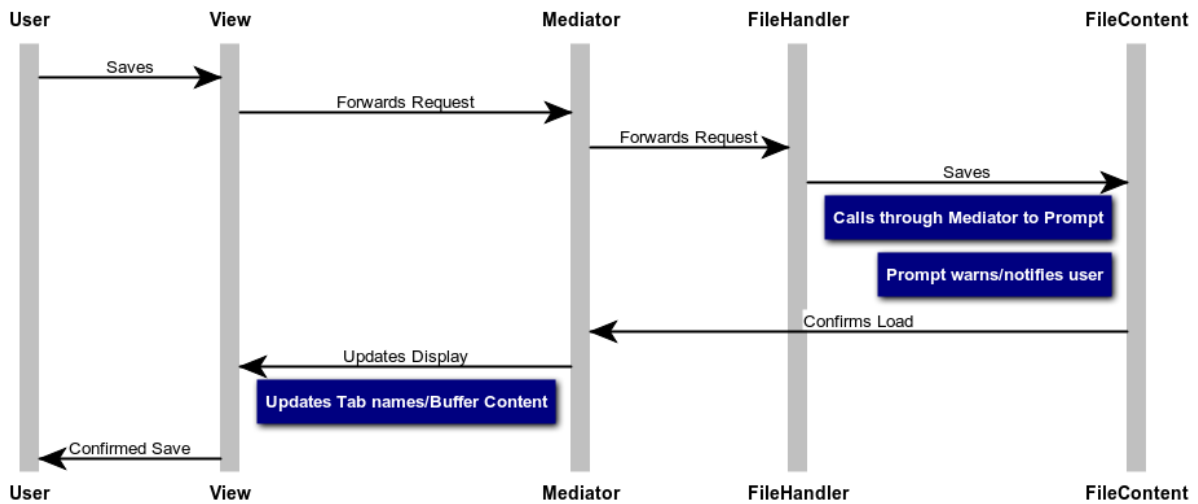 User View Mediator FileHandler FileContent
Saves
Forwards Request
Forwards Request
Saves
Calls through Mediator to Prompt
Prompt warns/notifies user
Confirms Load
Updates Display
Updates Tab names/Buffer Content
Confirmed Save
User View Mediator FileHandler FileContent